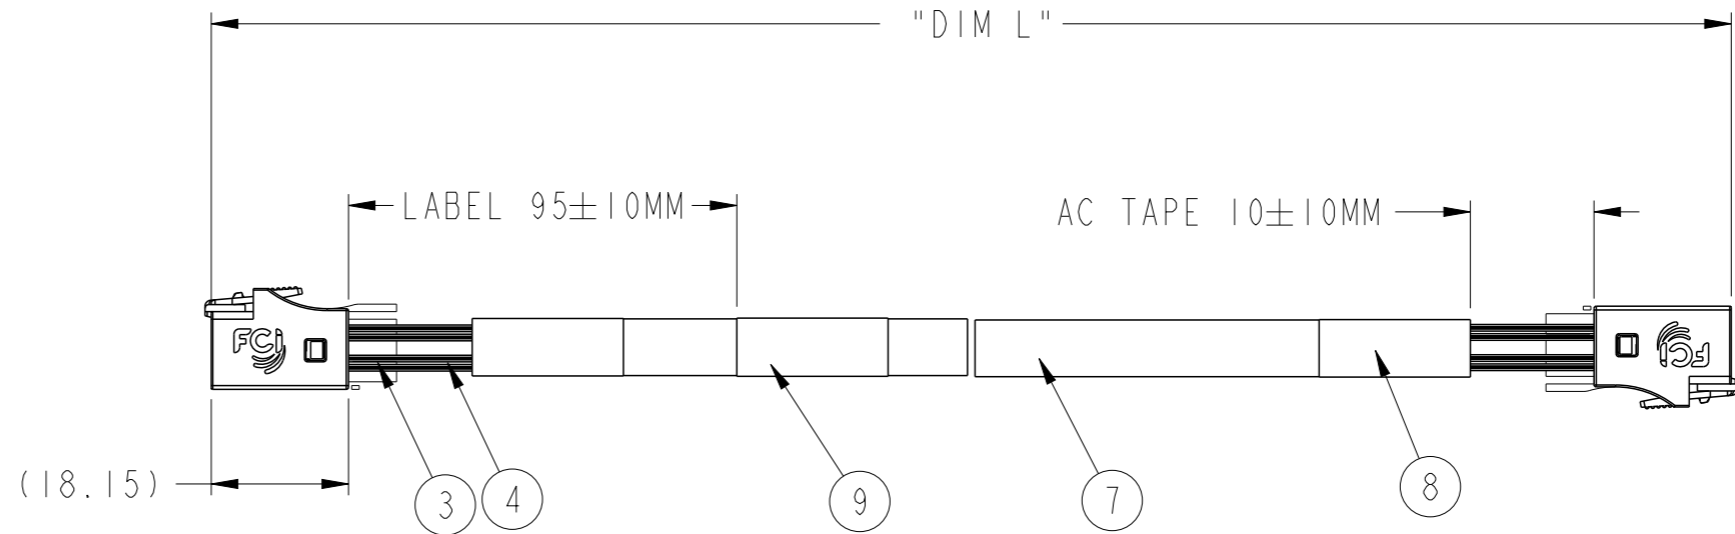 "DIM L"
LABEL 95±10MM
AC TAPE 10±10MM
FCI
FCI
(18.15)
3
4
9
7
8